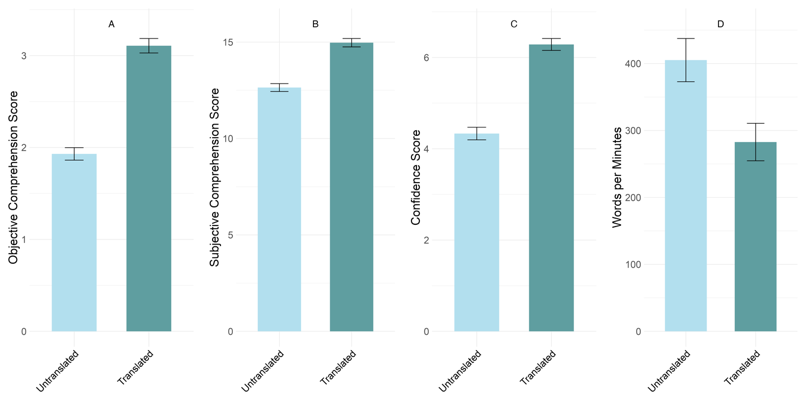 A
Objective Comprehension Score
3
2
1
0
Untranslated
Translated
B
Subjective Comprehension Score
15
10
5
0
Untranslated
Translated
C
Confidence Score
6
4
2
0
Untranslated
Translated
D
Words per Minutes
400
300
200
100
0
Untranslated
Translated